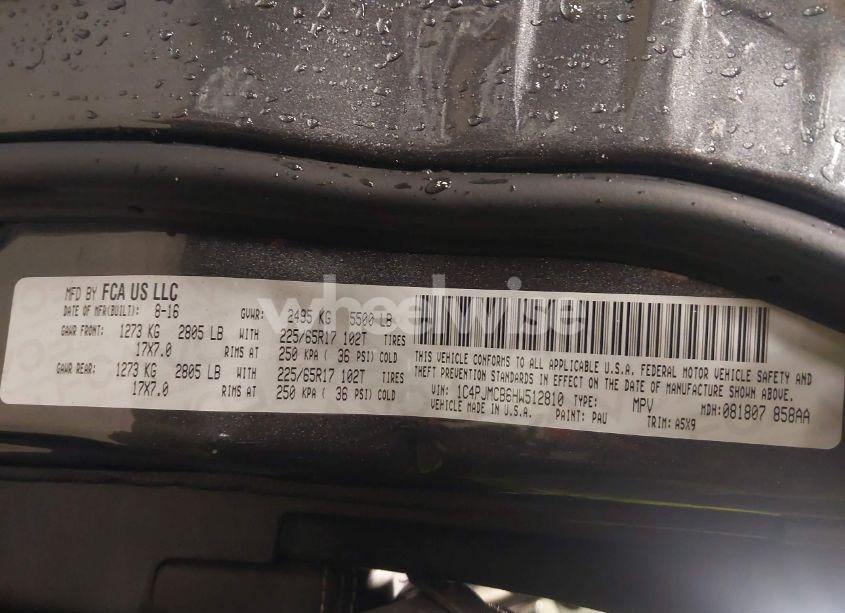 MFD BY FCA US LLC
DATE OF MFR(BUILT): 8-16 GVWR: 2495 KG 5500 LB
GAWR FRONT: 1273 KG 2805 LB WITH 225/65R17 102T TIRES
17X7.0 RIMS AT 250 KPA ( 36 PSI) COLD
GAWR REAR: 1273 KG 2805 LB WITH 225/65R17 102T TIRES
17X7.0 RIMS AT 250 KPA ( 36 PSI) COLD
THIS VEHICLE CONFORMS TO ALL APPLICABLE U.S.A. FEDERAL MOTOR VEHICLE SAFETY AND
THEFT PREVENTION STANDARDS IN EFFECT ON THE DATE OF MANUFACTURE SHOWN ABOVE.
VIN: 1C4PJMCB6HW512810 TYPE: MPV MDH: 081807 858AA
VEHICLE MADE IN U.S.A. PAINT: PAU TRIM: A5X9
wheelwise